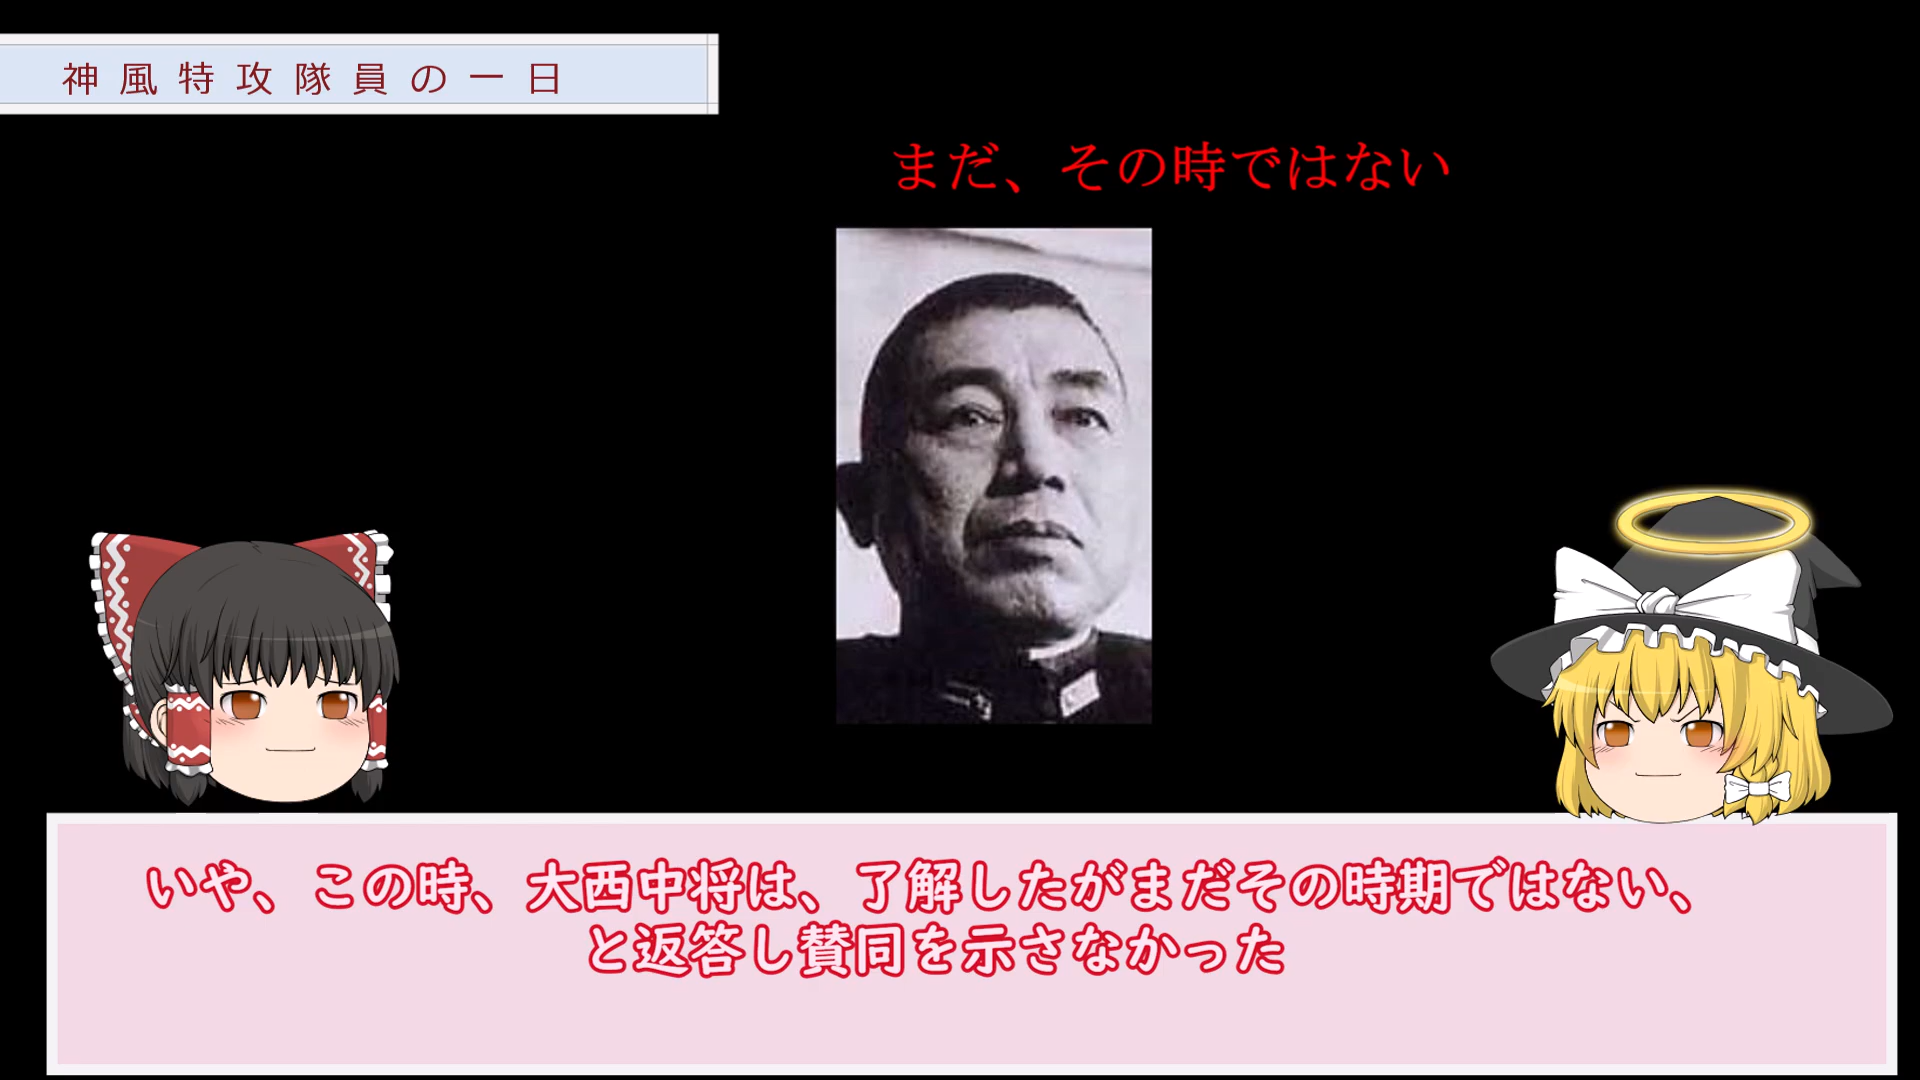 神風特攻隊員の一日
まだ、その時ではない
いや、この時、大西中将は、了解したがまだその時期ではない、
と返答し賛同を示さなかった